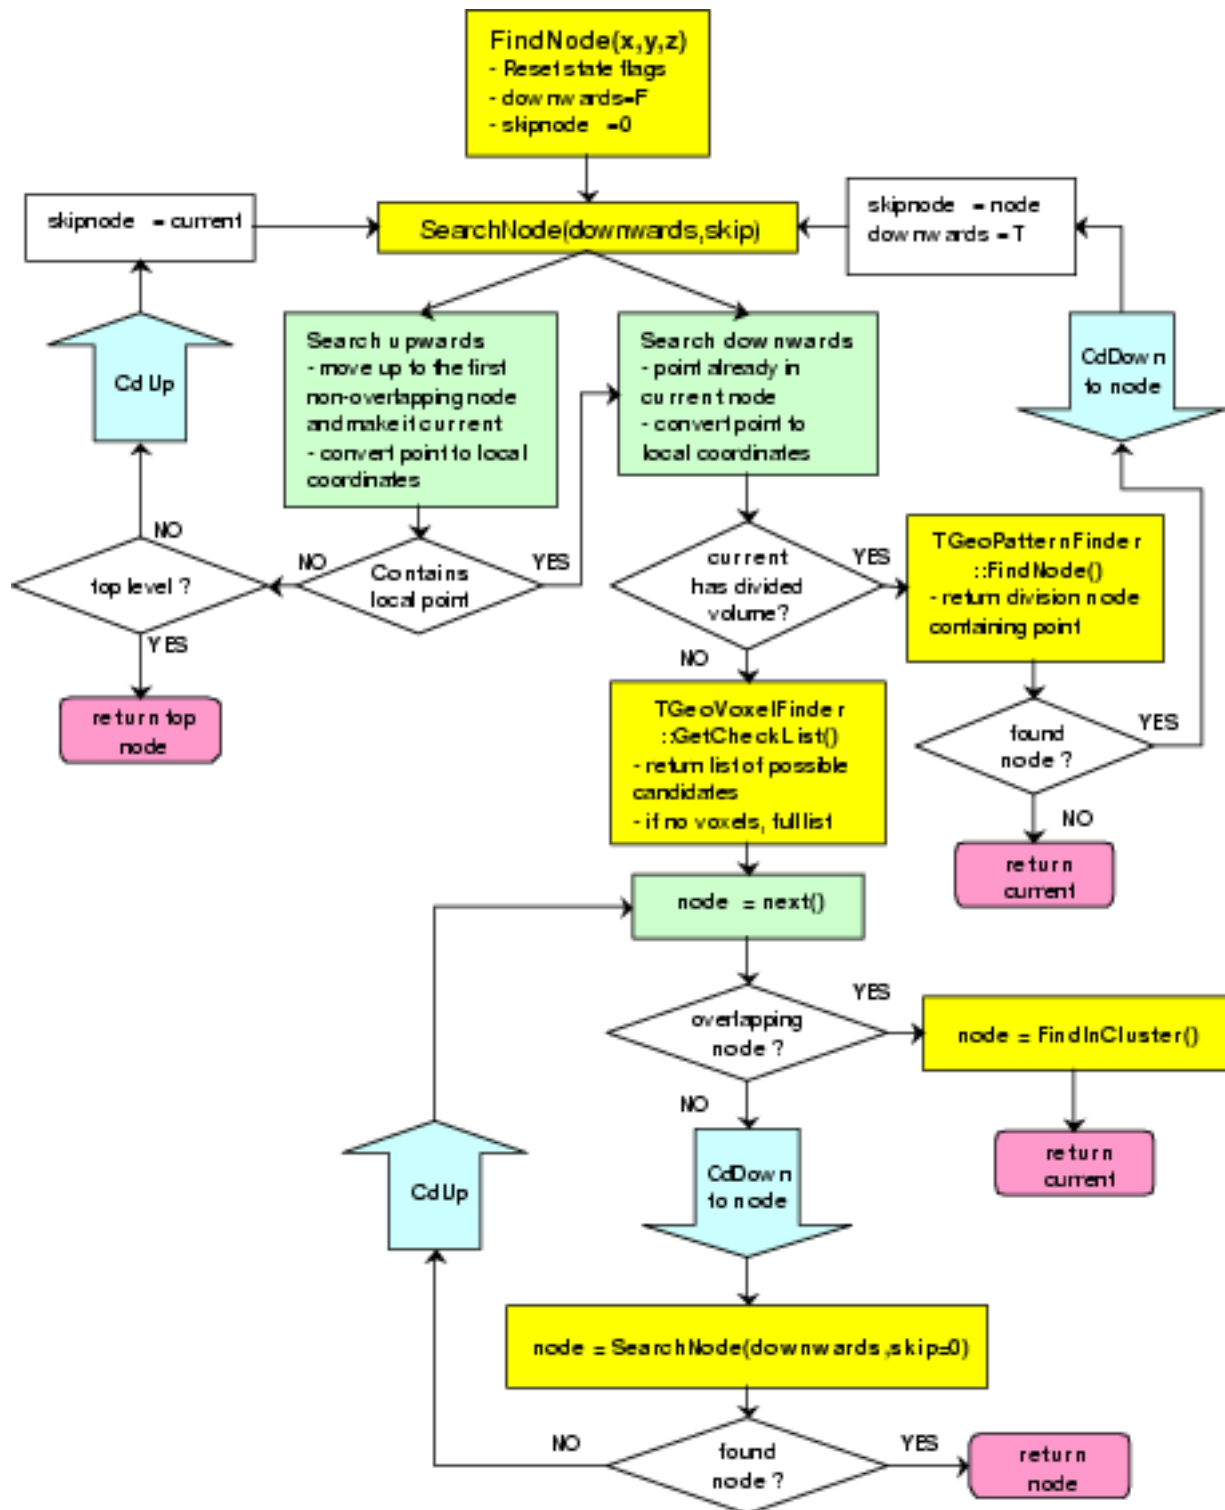 FindNode(x,y,z)
- Reset state flags
- downwards=F
- skipnode =0
skipnode = current
SearchNode(downwards,skip)
skipnode = node
downwards = T
CdUp
Search upwards
- move up to the first
non-overlapping node
and make it current
- convert point to local
coordinates
Search downwards
- point already in
current node
- convert point to
local coordinates
CdDown
to node
NO
top level ?
YES
return top
node
NO
Contains
local point
YES
current
has divided
volume?
YES
NO
TGeoPatternFinder
::FindNode()
- return division node
containing point
TGeoVoxelFinder
::GetCheckList()
- return list of possible
candidates
- if no voxels, full list
found
node ?
YES
NO
return
current
node = next()
overlapping
node ?
YES
node = FindInCluster()
return
current
NO
CdUp
CdDown
to node
node = SearchNode(downwards,skip=0)
NO
found
node ?
YES
return
node